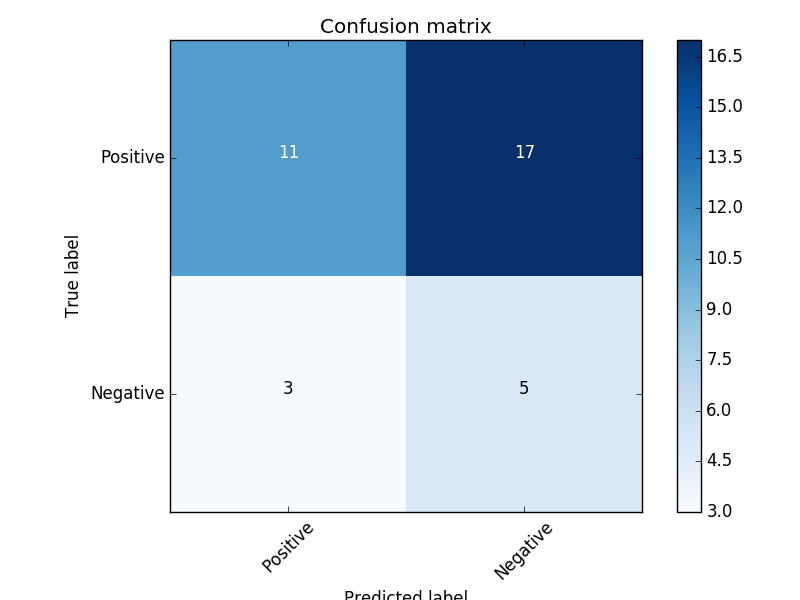 Confusion matrix
Positive
11
17
Negative
3
5
True label
Positive
Negative
Predicted label
16.5
15.0
13.5
12.0
10.5
9.0
7.5
6.0
4.5
3.0